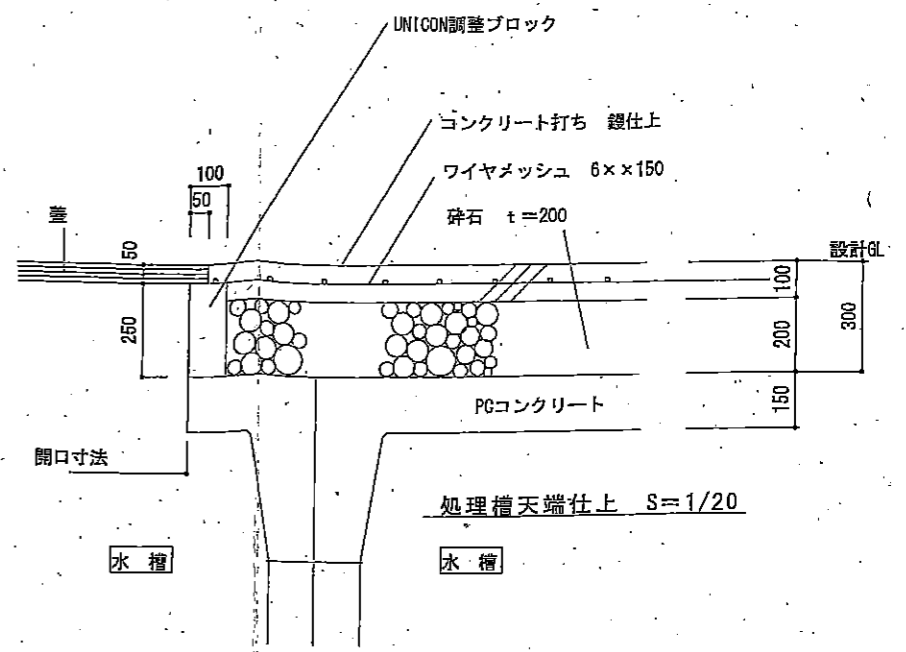 UNICON調整ブロック
コンクリート打ち 鏝仕上
ワイヤメッシュ 6××150
砕石 t=200
100
50
蓋
50
250
設計GL
100
200
300
150
PCコンクリート
開口寸法
処理槽天端仕上 S=1/20
水槽
水槽